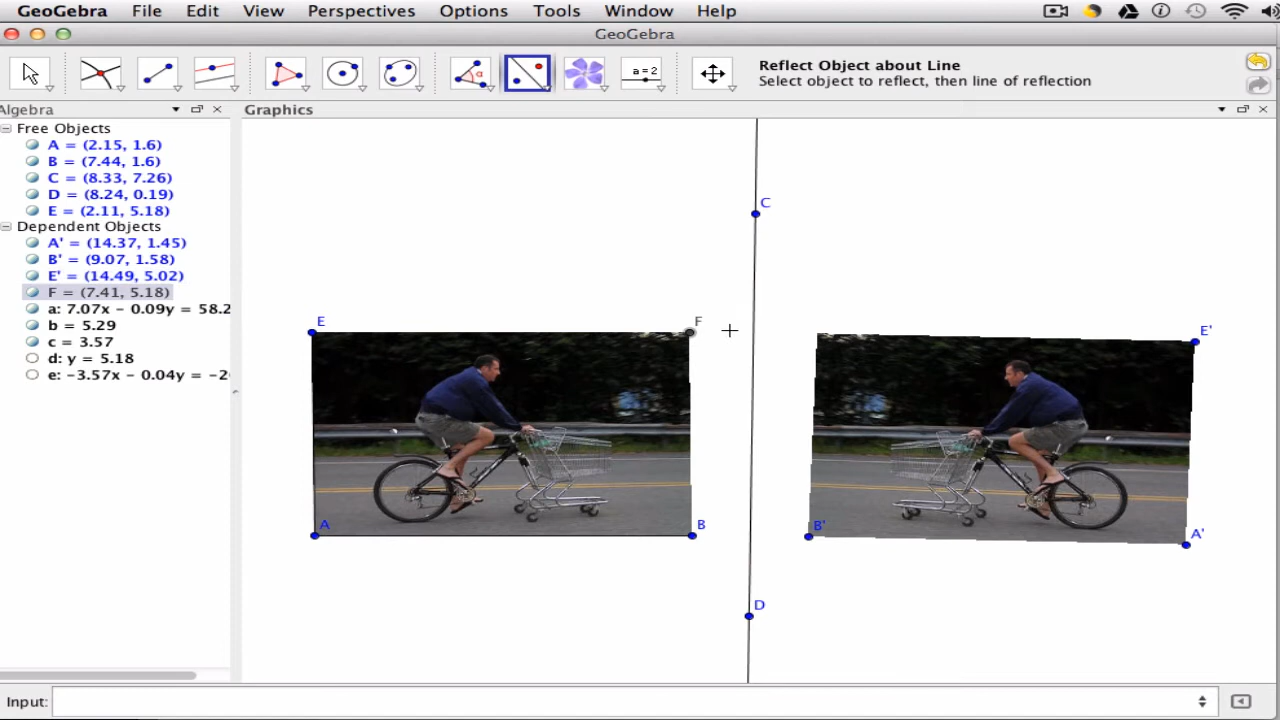 GeoGebra File Edit View Perspectives Options Tools Window Help
GeoGebra
a = 2
Reflect Object about Line
Select object to reflect, then line of reflection
Algebra
Graphics
Free Objects
A = (2.15, 1.6)
B = (7.44, 1.6)
C = (8.33, 7.26)
D = (8.24, 0.19)
E = (2.11, 5.18)
Dependent Objects
A' = (14.37, 1.45)
B' = (9.07, 1.58)
E' = (14.49, 5.02)
F = (7.41, 5.18)
a: 7.07x − 0.09y = 58.2
b = 5.29
c = 3.57
d: y = 5.18
e: −3.57x − 0.04y = −2
C
E
F
E'
A
B
B'
A'
D
Input: